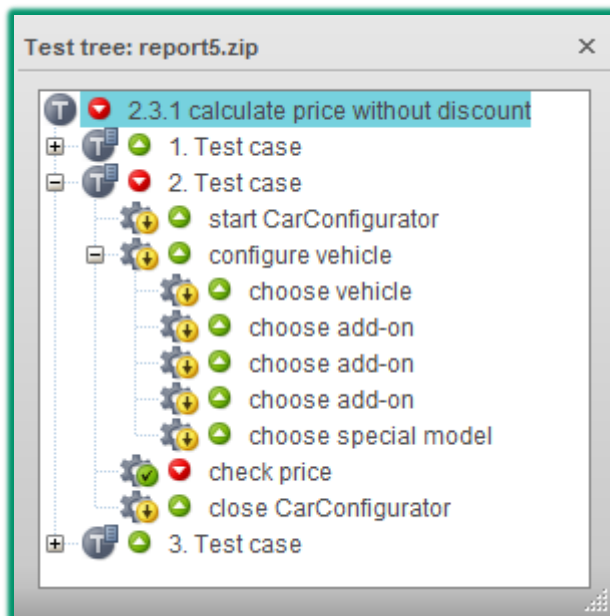 Test tree: report5.zip
2.3.1 calculate price without discount
1. Test case
2. Test case
start CarConfigurator
configure vehicle
choose vehicle
choose add-on
choose add-on
choose add-on
choose special model
check price
close CarConfigurator
3. Test case